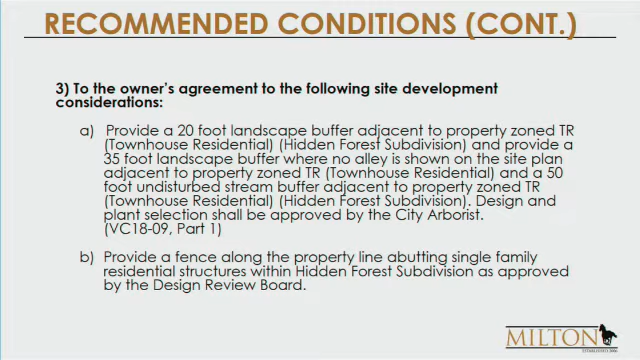 RECOMMENDED CONDITIONS (CONT.)
3) To the owner's agreement to the following site development
considerations:
a) Provide a 20 foot landscape buffer adjacent to property zoned TR
(Townhouse Residential) (Hidden Forest Subdivision) and provide a
35 foot landscape buffer where no alley is shown on the site plan
adjacent to property zoned TR (Townhouse Residential) and a 50
foot undisturbed stream buffer adjacent to property zoned TR
(Townhouse Residential) (Hidden Forest Subdivision). Design and
plant selection shall be approved by the City Arborist.
(VC18-09, Part 1)
b) Provide a fence along the property line abutting single family
residential structures within Hidden Forest Subdivision as approved
by the Design Review Board.
MILTON
ESTABLISHED 2006